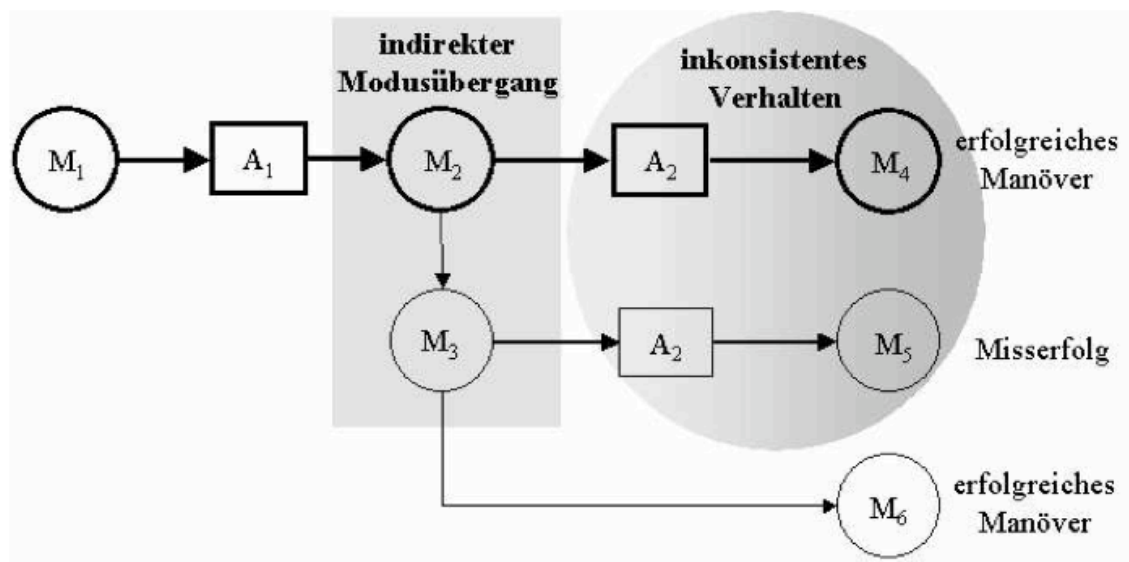 indirekter
Modusübergang
inkonsistentes
Verhalten
M₁
A₁
M₂
A₂
M₄
erfolgreiches
Manöver
M₃
A₂
M₅
Misserfolg
M₆
erfolgreiches
Manöver